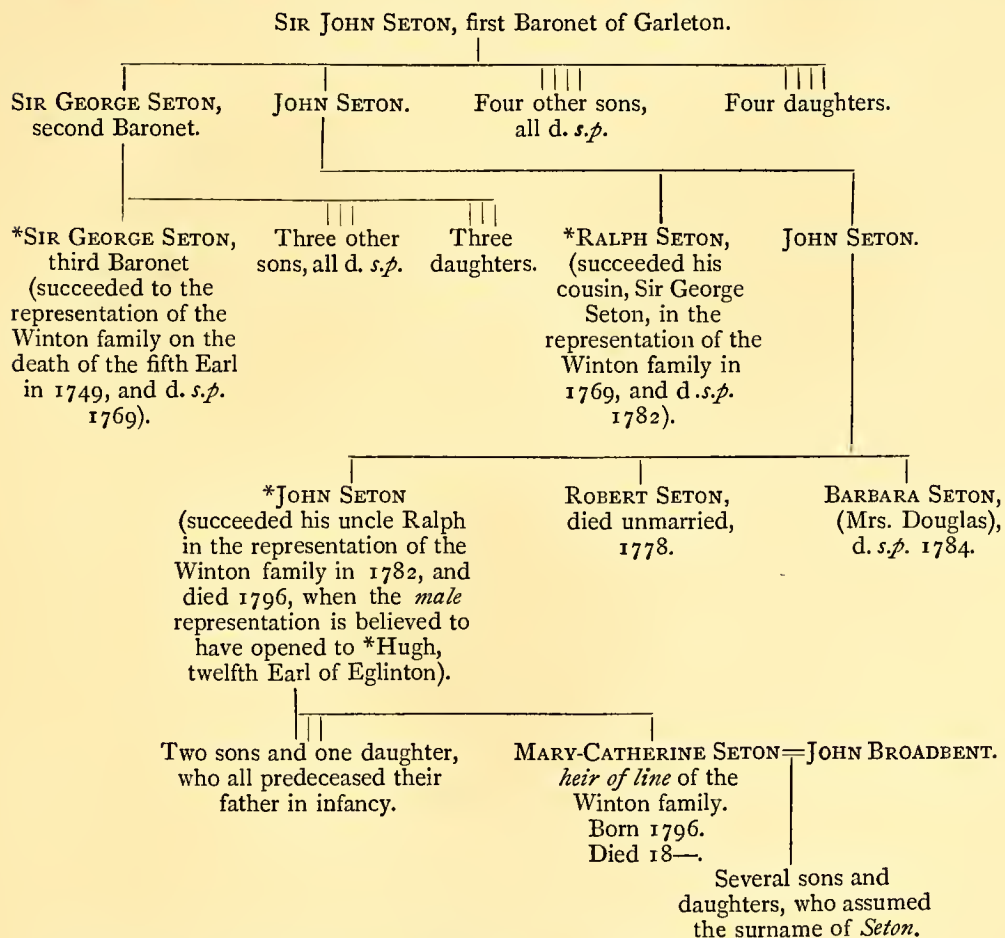 SIR JOHN SETON, first Baronet of Garleton.
SIR GEORGE SETON,
second Baronet.
JOHN SETON.
Four other sons,
all d. s.p.
Four daughters.
*SIR GEORGE SETON,
third Baronet
(succeeded to the
representation of the
Winton family on the
death of the fifth Earl
in 1749, and d. s.p.
1769).
Three other
sons, all d. s.p.
Three
daughters.
*RALPH SETON,
(succeeded his
cousin, Sir George
Seton, in the
representation of the
Winton family in
1769, and d .s.p.
1782).
JOHN SETON.
*JOHN SETON
(succeeded his uncle Ralph
in the representation of the
Winton family in 1782, and
died 1796, when the male
representation is believed to
have opened to *Hugh,
twelfth Earl of Eglinton).
ROBERT SETON,
died unmarried,
1778.
BARBARA SETON,
(Mrs. Douglas),
d. s.p. 1784.
Two sons and one daughter,
who all predeceased their
father in infancy.
MARY-CATHERINE SETON=JOHN BROADBENT.
heir of line of the
Winton family.
Born 1796.
Died 18—.
Several sons and
daughters, who assumed
the surname of Seton.